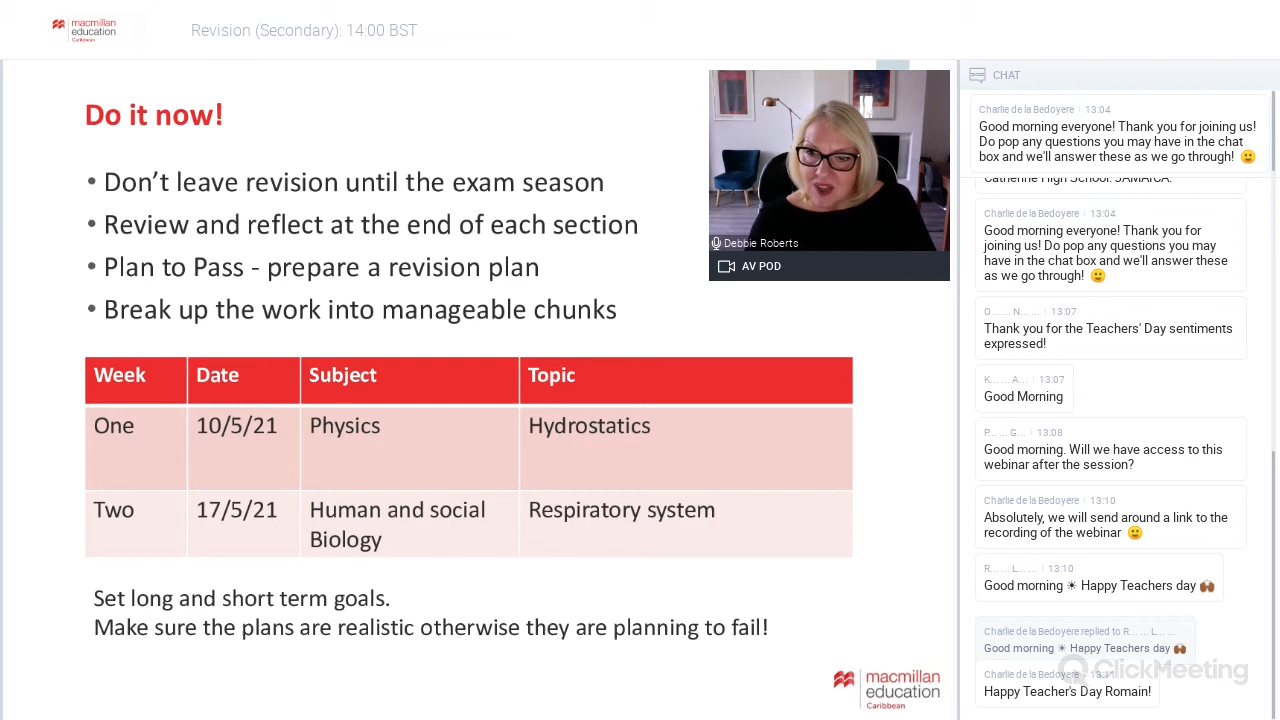 macmillan
education
Caribbean
Revision (Secondary): 14:00 BST
Do it now!
• Don't leave revision until the exam season
• Review and reflect at the end of each section
• Plan to Pass - prepare a revision plan
• Break up the work into manageable chunks
Debbie Roberts
AV POD
Week Date Subject Topic
One 10/5/21 Physics Hydrostatics
Two 17/5/21 Human and social Respiratory system
Biology
Set long and short term goals.
Make sure the plans are realistic otherwise they are planning to fail!
macmillan
education
Caribbean
CHAT
Charlie de la Bedoyere 13:04
Good morning everyone! Thank you for joining us!
Do pop any questions you may have in the chat
box and we'll answer these as we go through! 🙂
Catherine High School. JAMAICA.
Charlie de la Bedoyere 13:04
Good morning everyone! Thank you for
joining us! Do pop any questions you may
have in the chat box and we'll answer these
as we go through! 🙂
O... ... N... ... 13:07
Thank you for the Teachers' Day sentiments
expressed!
K... ... A... ... 13:07
Good Morning
P... ... G... ... 13:08
Good morning. Will we have access to this
webinar after the session?
Charlie de la Bedoyere 13:10
Absolutely, we will send around a link to the
recording of the webinar 🙂
R... ... L... ... 13:10
Good morning ☀ Happy Teachers day 🙌🏾
Charlie de la Bedoyere replied to R... ... L... ...
Good morning ☀ Happy Teachers day 🙌🏾
Charlie de la Bedoyere 13:11
Happy Teacher's Day Romain!
ClickMeeting